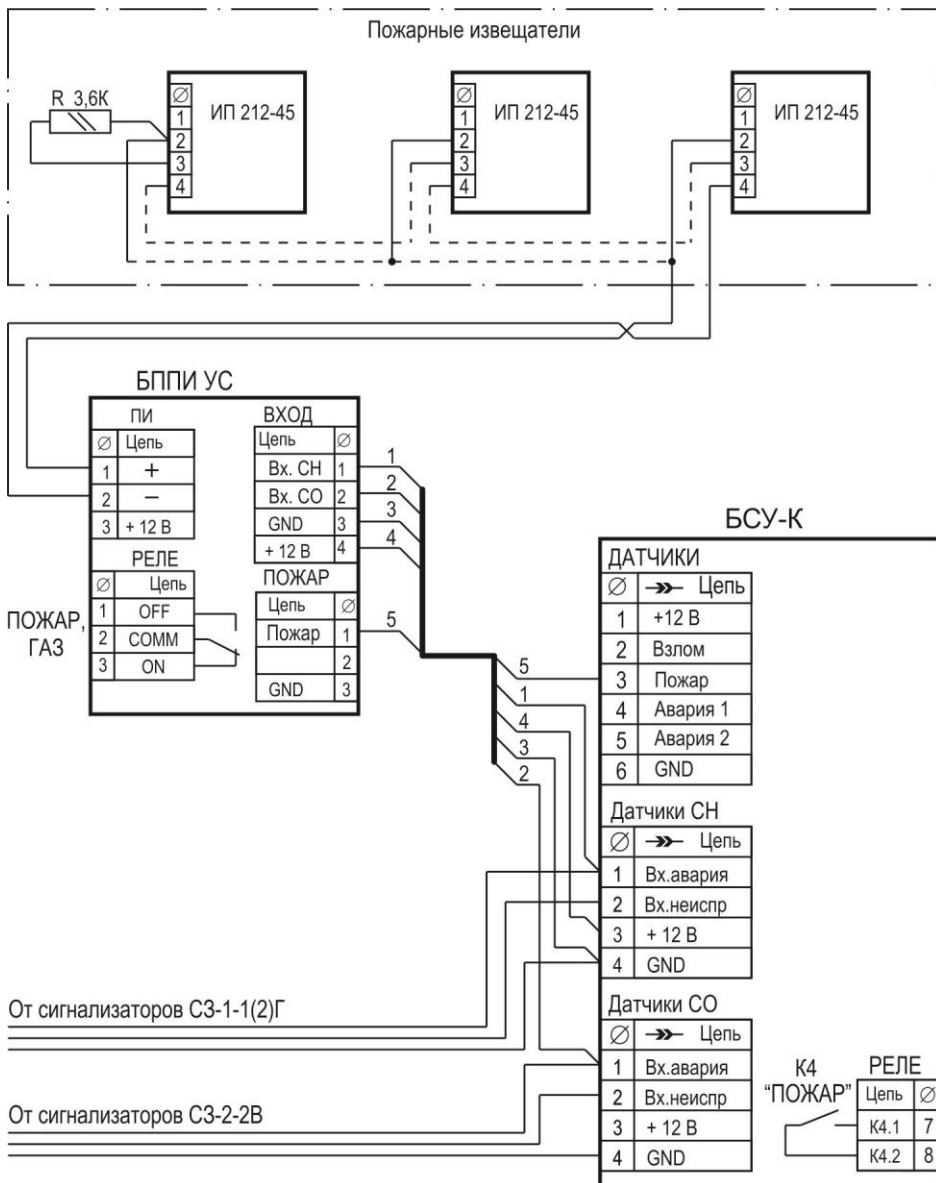 Пожарные извещатели
R 3,6К
∅
1
2
3
4
ИП 212-45
∅
1
2
3
4
ИП 212-45
∅
1
2
3
4
ИП 212-45
БППИ УС
ПИ
∅ Цепь
1 +
2 −
3 + 12 В
РЕЛЕ
∅ Цепь
1 OFF
2 COMM
3 ON
ПОЖАР,
ГАЗ
ВХОД
Цепь ∅
Вх. СН 1
Вх. СО 2
GND 3
+ 12 В 4
ПОЖАР
Цепь ∅
Пожар 1
2
GND 3
1
2
3
4
5
5
1
4
3
2
БСУ-К
ДАТЧИКИ
∅ Цепь
1 +12 В
2 Взлом
3 Пожар
4 Авария 1
5 Авария 2
6 GND
Датчики СН
∅ Цепь
1 Вх.авария
2 Вх.неиспр
3 + 12 В
4 GND
Датчики СО
∅ Цепь
1 Вх.авария
2 Вх.неиспр
3 + 12 В
4 GND
От сигнализаторов СЗ-1-1(2)Г
От сигнализаторов СЗ-2-2В
К4
“ПОЖАР”
РЕЛЕ
Цепь ∅
К4.1 7
К4.2 8